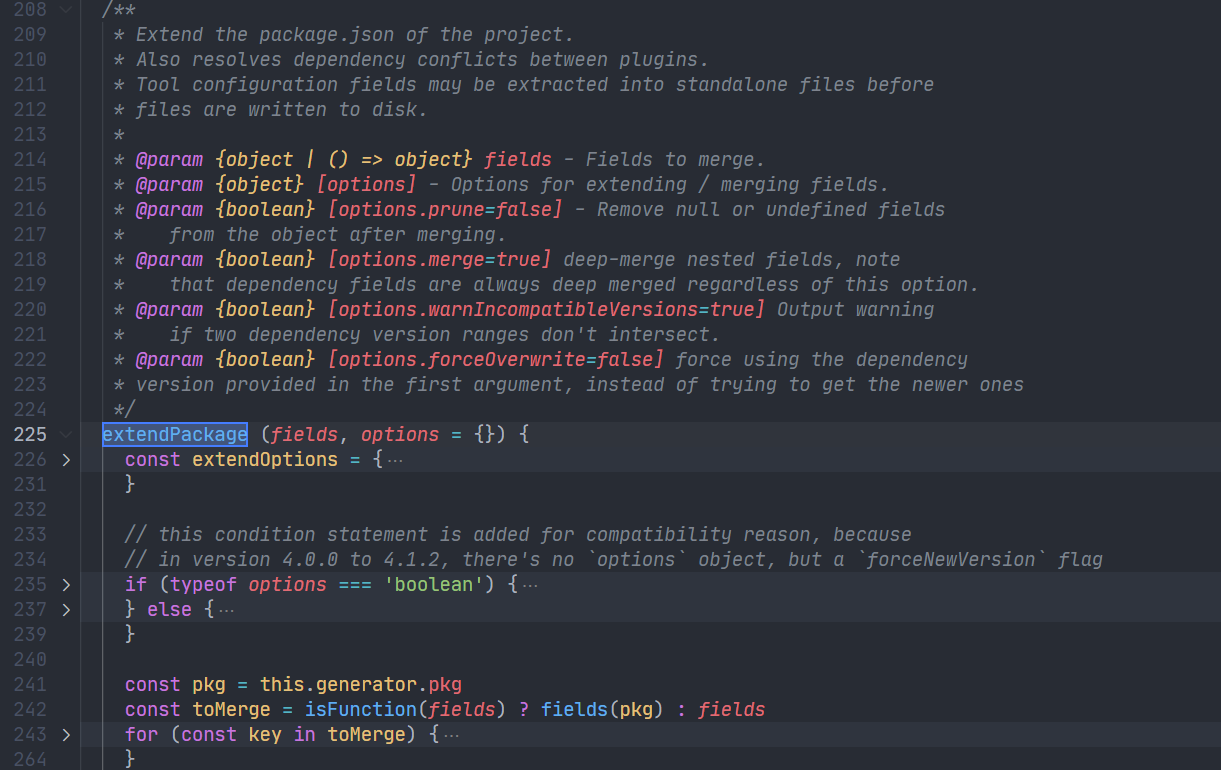 208 /**
209 * Extend the package.json of the project.
210 * Also resolves dependency conflicts between plugins.
211 * Tool configuration fields may be extracted into standalone files before
212 * files are written to disk.
213 *
214 * @param {object | () => object} fields - Fields to merge.
215 * @param {object} [options] - Options for extending / merging fields.
216 * @param {boolean} [options.prune=false] - Remove null or undefined fields
217 *    from the object after merging.
218 * @param {boolean} [options.merge=true] deep-merge nested fields, note
219 *    that dependency fields are always deep merged regardless of this option.
220 * @param {boolean} [options.warnIncompatibleVersions=true] Output warning
221 *    if two dependency version ranges don't intersect.
222 * @param {boolean} [options.forceOverwrite=false] force using the dependency
223 * version provided in the first argument, instead of trying to get the newer ones
224 */
225 extendPackage (fields, options = {}) {
226 const extendOptions = {…
231 }
232
233 // this condition statement is added for compatibility reason, because
234 // in version 4.0.0 to 4.1.2, there's no `options` object, but a `forceNewVersion` flag
235 if (typeof options === 'boolean') {…
237 } else {…
239 }
240
241 const pkg = this.generator.pkg
242 const toMerge = isFunction(fields) ? fields(pkg) : fields
243 for (const key in toMerge) {…
264 }